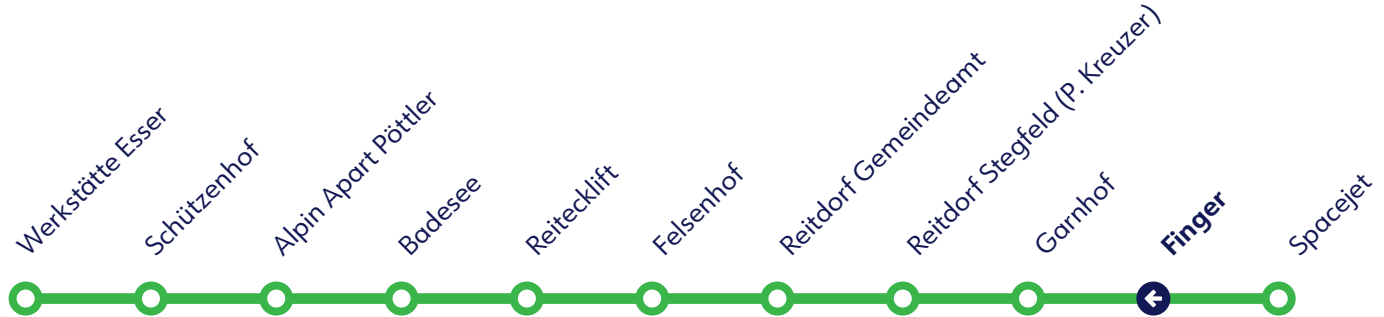 Werkstätte Esser
Schützenhof
Alpin Apart Pöttler
Badesee
Reitecklift
Felsenhof
Reitdorf Gemeindeamt
Reitdorf Stegfeld (P. Kreuzer)
Garnhof
Finger
Spacejet